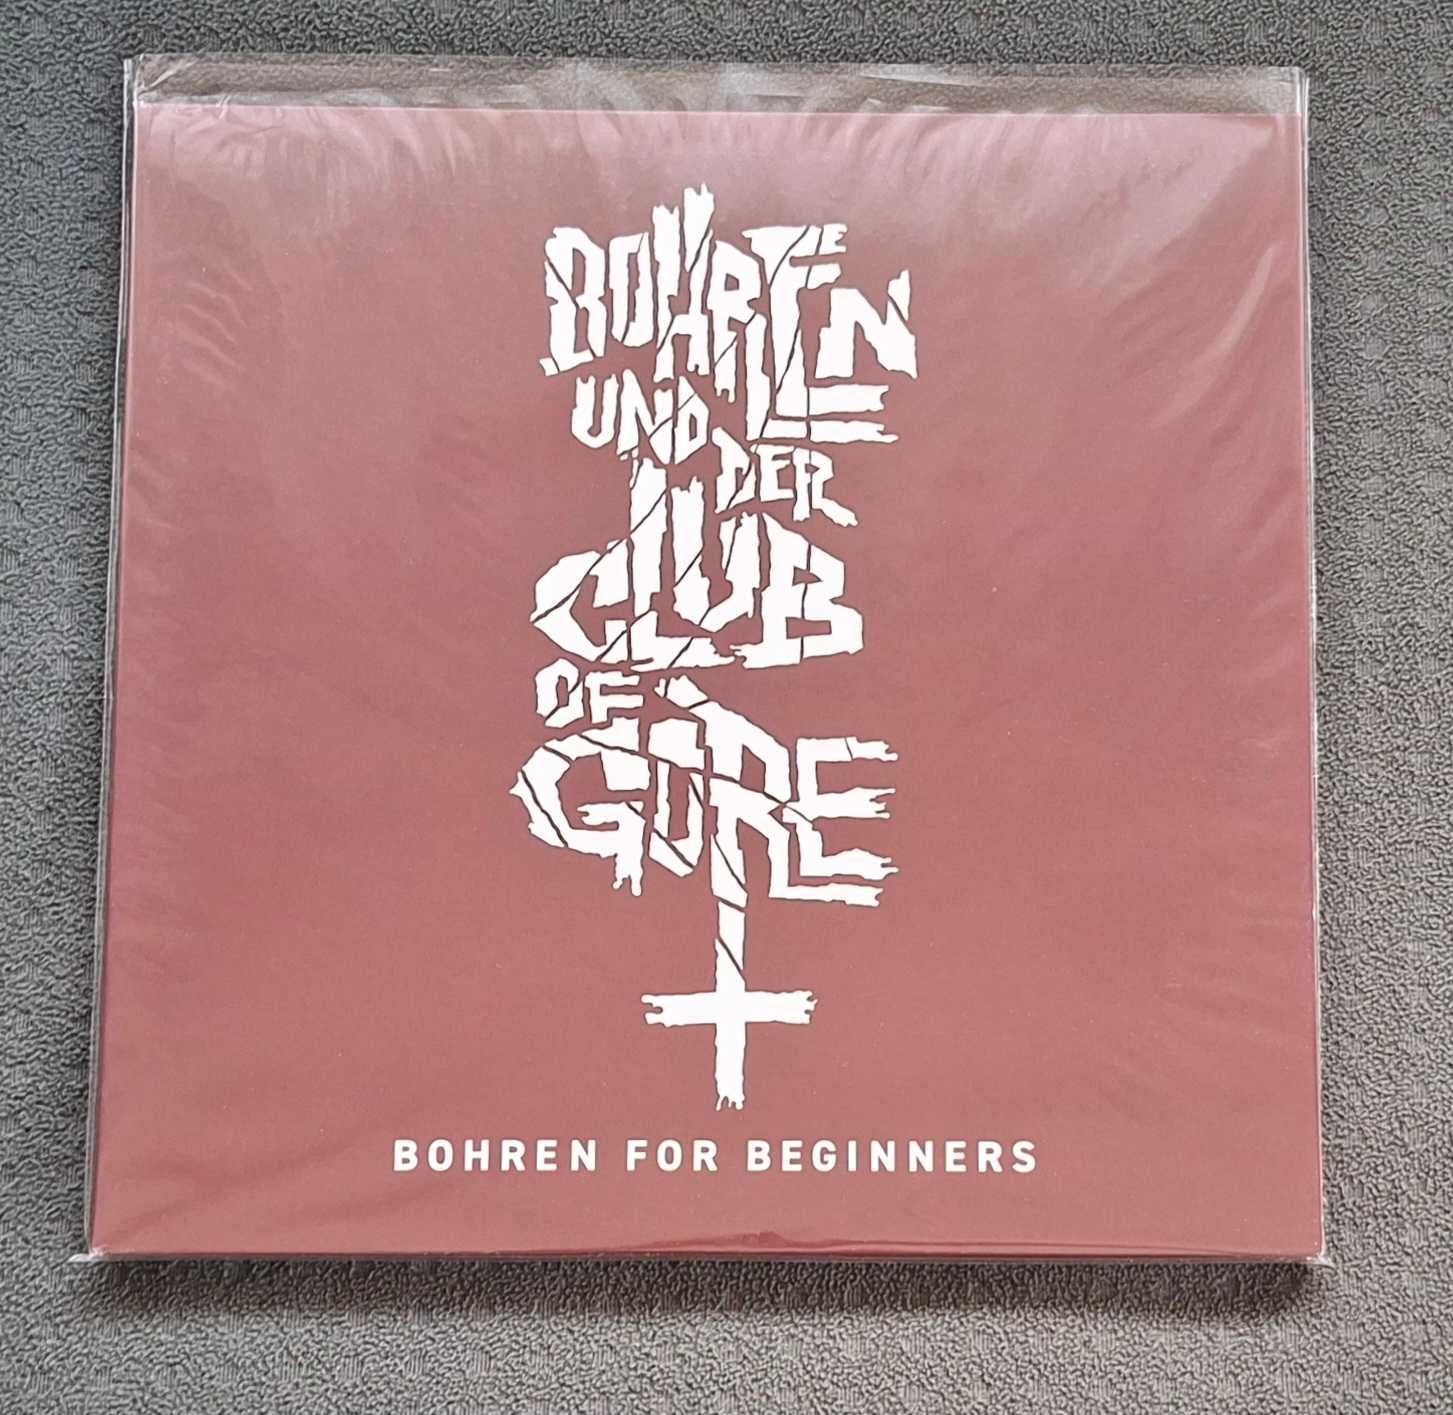 BOHREN
UND DER
CLUB
OF
GORE
BOHREN FOR BEGINNERS